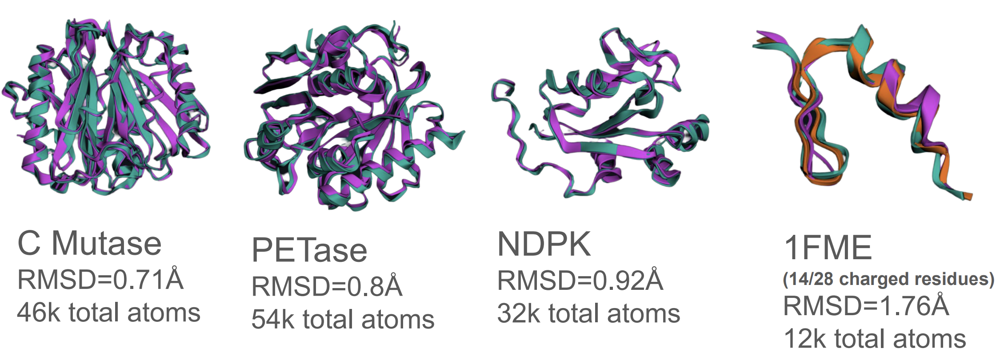 C Mutase
RMSD=0.71Å
46k total atoms
PETase
RMSD=0.8Å
54k total atoms
NDPK
RMSD=0.92Å
32k total atoms
1FME
(14/28 charged residues)
RMSD=1.76Å
12k total atoms